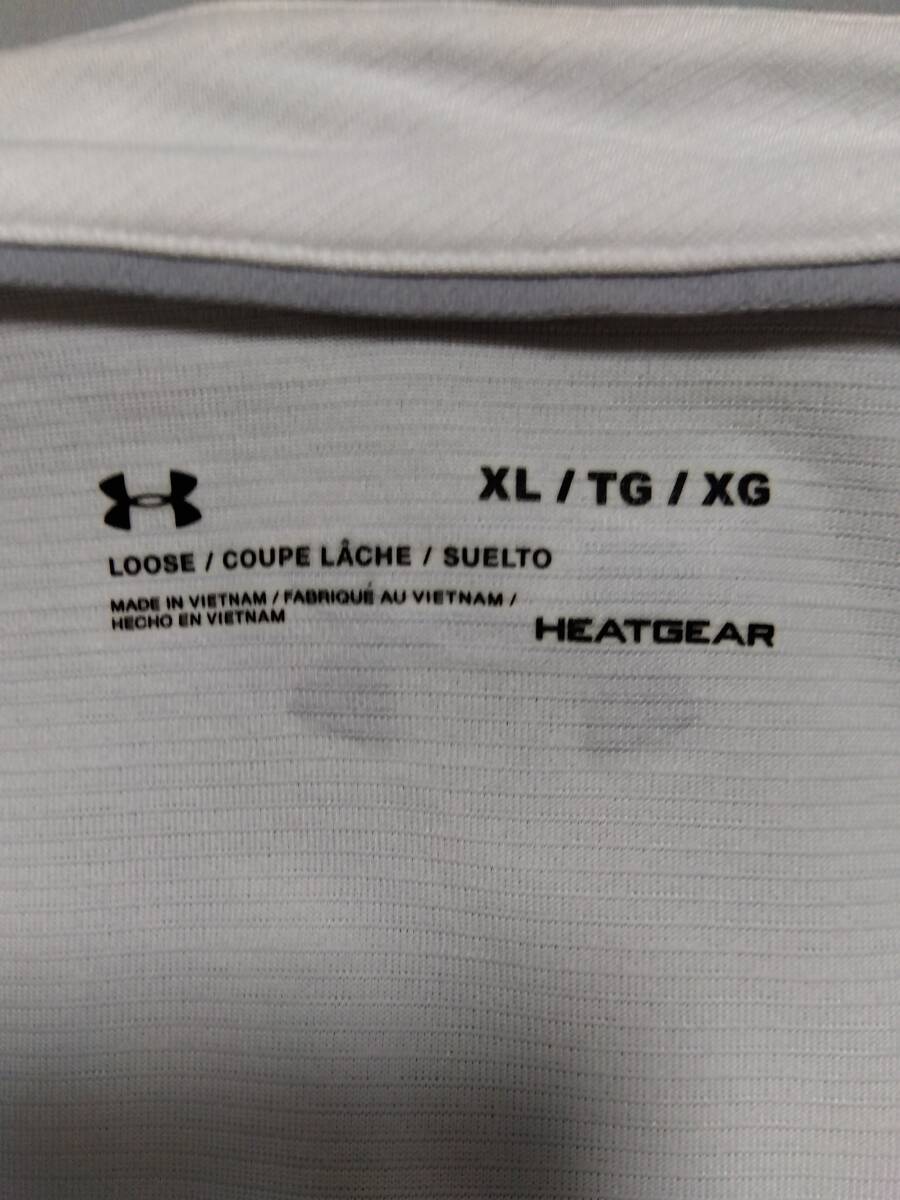 XL / TG / XG
LOOSE / COUPE LÂCHE / SUELTO
MADE IN VIETNAM / FABRIQUÉ AU VIETNAM /
HECHO EN VIETNAM
HEATGEAR